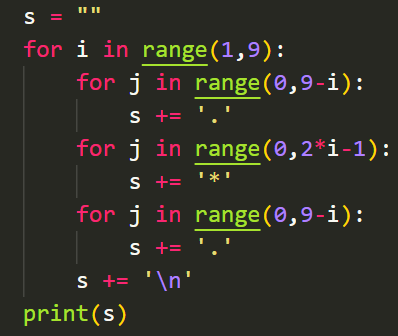 s = ""
for i in range(1,9):
    for j in range(0,9-i):
        s += '.'
    for j in range(0,2*i-1):
        s += '*'
    for j in range(0,9-i):
        s += '.'
    s += '\n'
print(s)